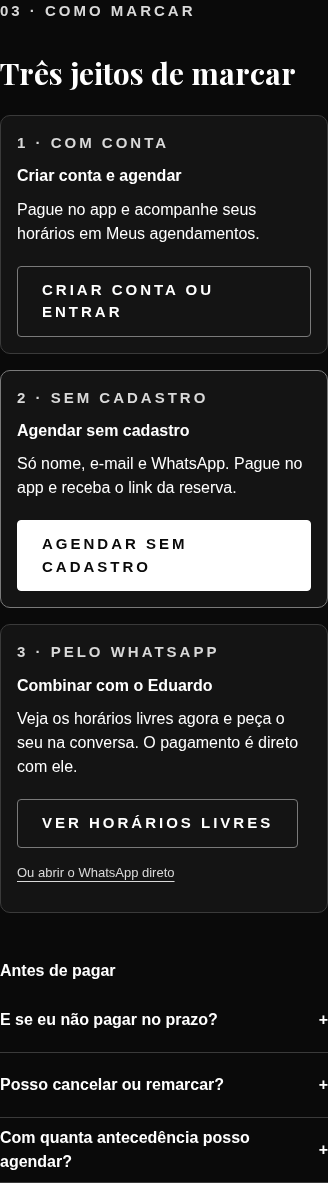 03 · COMO MARCAR
Três jeitos de marcar
1 · COM CONTA
Criar conta e agendar
Pague no app e acompanhe seus
horários em Meus agendamentos.
CRIAR CONTA OU
ENTRAR
2 · SEM CADASTRO
Agendar sem cadastro
Só nome, e-mail e WhatsApp. Pague no
app e receba o link da reserva.
AGENDAR SEM
CADASTRO
3 · PELO WHATSAPP
Combinar com o Eduardo
Veja os horários livres agora e peça o
seu na conversa. O pagamento é direto
com ele.
VER HORÁRIOS LIVRES
Ou abrir o WhatsApp direto
Antes de pagar
E se eu não pagar no prazo? +
Posso cancelar ou remarcar? +
Com quanta antecedência posso
agendar? +